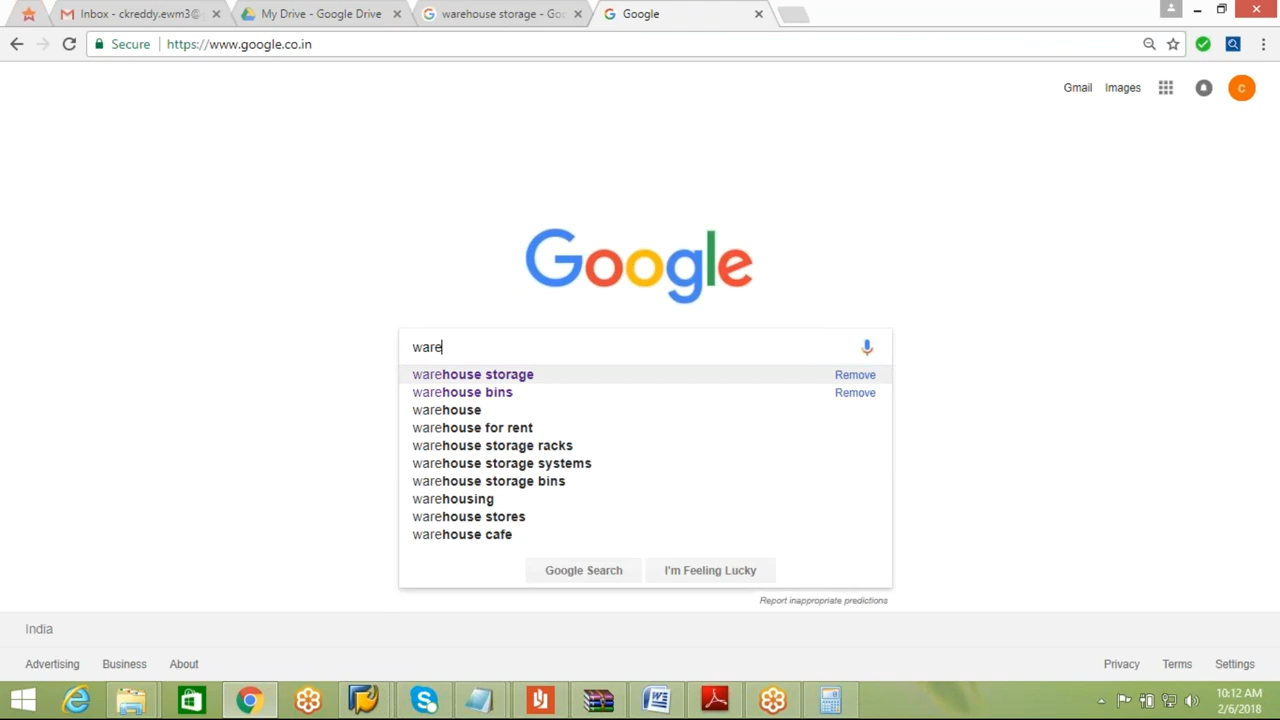 Inbox - ckreddy.ewm3@
My Drive - Google Drive
warehouse storage - Goo
Google
Secure
https://www.google.co.in
Gmail
Images
C
Google
ware
warehouse storage
Remove
warehouse bins
Remove
warehouse
warehouse for rent
warehouse storage racks
warehouse storage systems
warehouse storage bins
warehousing
warehouse stores
warehouse cafe
Google Search
I'm Feeling Lucky
Report inappropriate predictions
India
Advertising
Business
About
Privacy
Terms
Settings
10:12 AM
2/6/2018